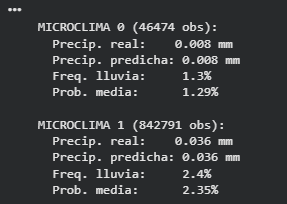 ...
MICROCLIMA 0 (46474 obs):
Precip. real: 0.008 mm
Precip. predicha: 0.008 mm
Freq. lluvia: 1.3%
Prob. media: 1.29%
MICROCLIMA 1 (842791 obs):
Precip. real: 0.036 mm
Precip. predicha: 0.036 mm
Freq. lluvia: 2.4%
Prob. media: 2.35%